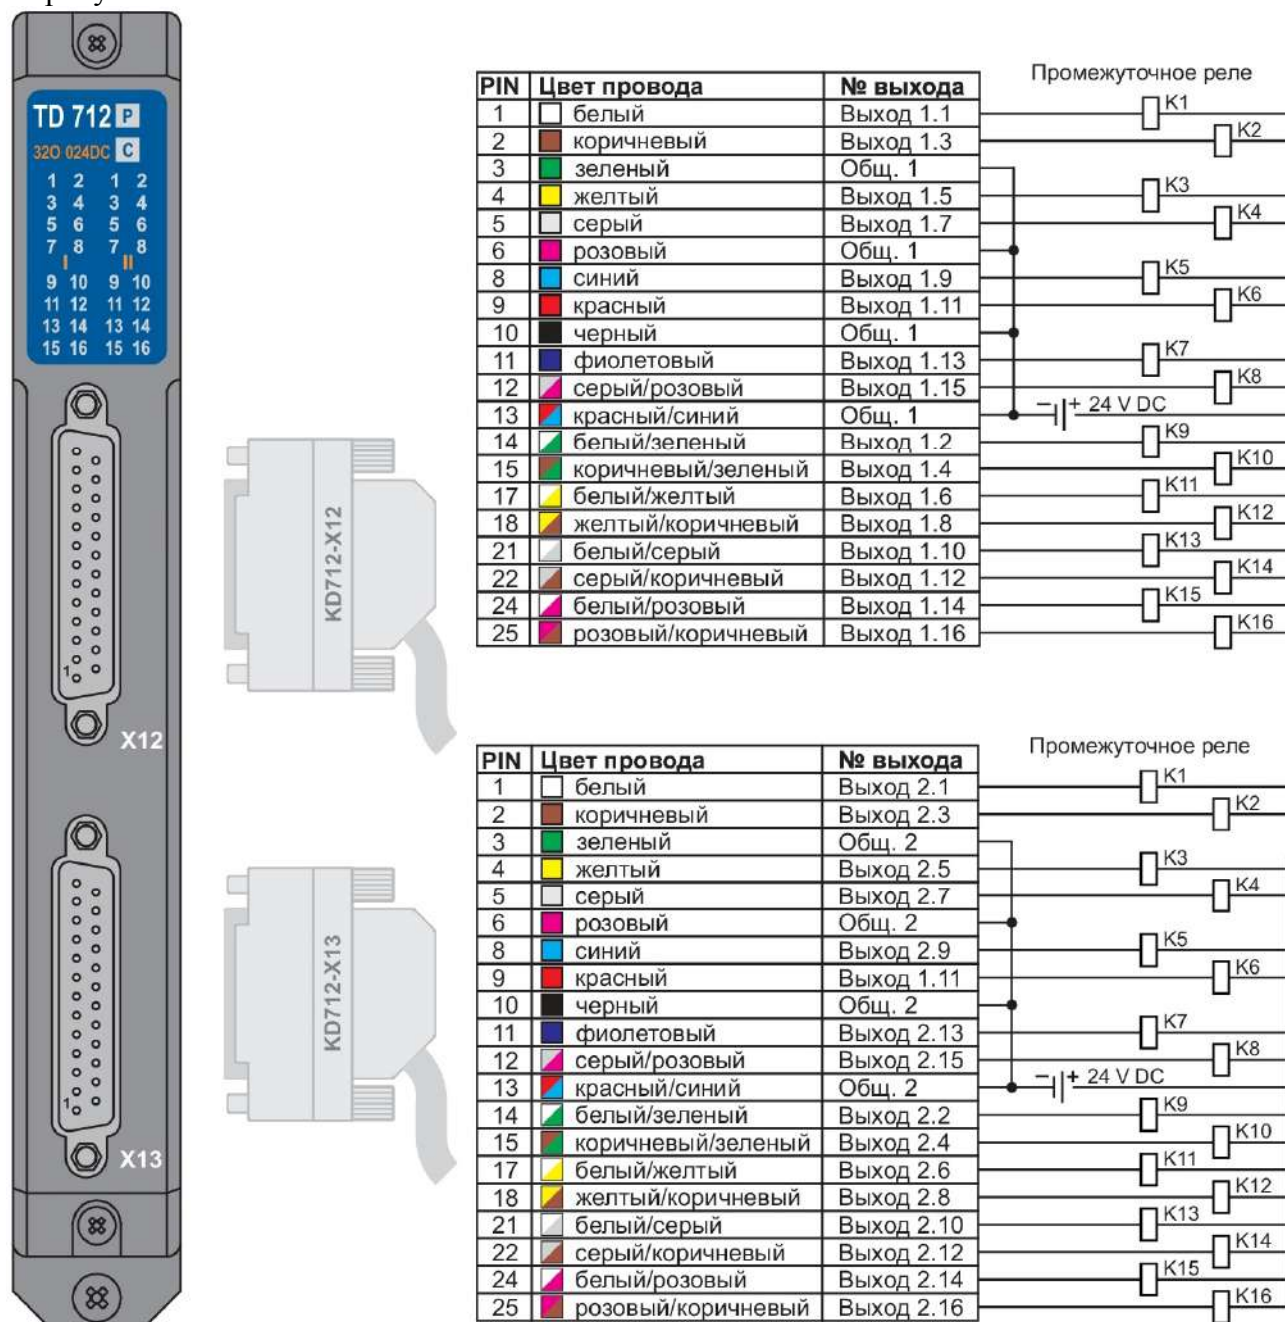 TD 712 P
32O 024DC C
1 2 1 2
3 4 3 4
5 6 5 6
7 8 7 8
I II
9 10 9 10
11 12 11 12
13 14 13 14
15 16 15 16
1
X12
1
X13
KD712-X12
KD712-X13
Промежуточное реле
PIN Цвет провода № выхода
1 белый Выход 1.1 K1
2 коричневый Выход 1.3 K2
3 зеленый Общ. 1
4 желтый Выход 1.5 K3
5 серый Выход 1.7 K4
6 розовый Общ. 1
8 синий Выход 1.9 K5
9 красный Выход 1.11 K6
10 черный Общ. 1
11 фиолетовый Выход 1.13 K7
12 серый/розовый Выход 1.15 K8
13 красный/синий Общ. 1 – + 24 V DC
14 белый/зеленый Выход 1.2 K9
15 коричневый/зеленый Выход 1.4 K10
17 белый/желтый Выход 1.6 K11
18 желтый/коричневый Выход 1.8 K12
21 белый/серый Выход 1.10 K13
22 серый/коричневый Выход 1.12 K14
24 белый/розовый Выход 1.14 K15
25 розовый/коричневый Выход 1.16 K16
Промежуточное реле
PIN Цвет провода № выхода
1 белый Выход 2.1 K1
2 коричневый Выход 2.3 K2
3 зеленый Общ. 2
4 желтый Выход 2.5 K3
5 серый Выход 2.7 K4
6 розовый Общ. 2
8 синий Выход 2.9 K5
9 красный Выход 1.11 K6
10 черный Общ. 2
11 фиолетовый Выход 2.13 K7
12 серый/розовый Выход 2.15 K8
13 красный/синий Общ. 2 – + 24 V DC
14 белый/зеленый Выход 2.2 K9
15 коричневый/зеленый Выход 2.4 K10
17 белый/желтый Выход 2.6 K11
18 желтый/коричневый Выход 2.8 K12
21 белый/серый Выход 2.10 K13
22 серый/коричневый Выход 2.12 K14
24 белый/розовый Выход 2.14 K15
25 розовый/коричневый Выход 2.16 K16